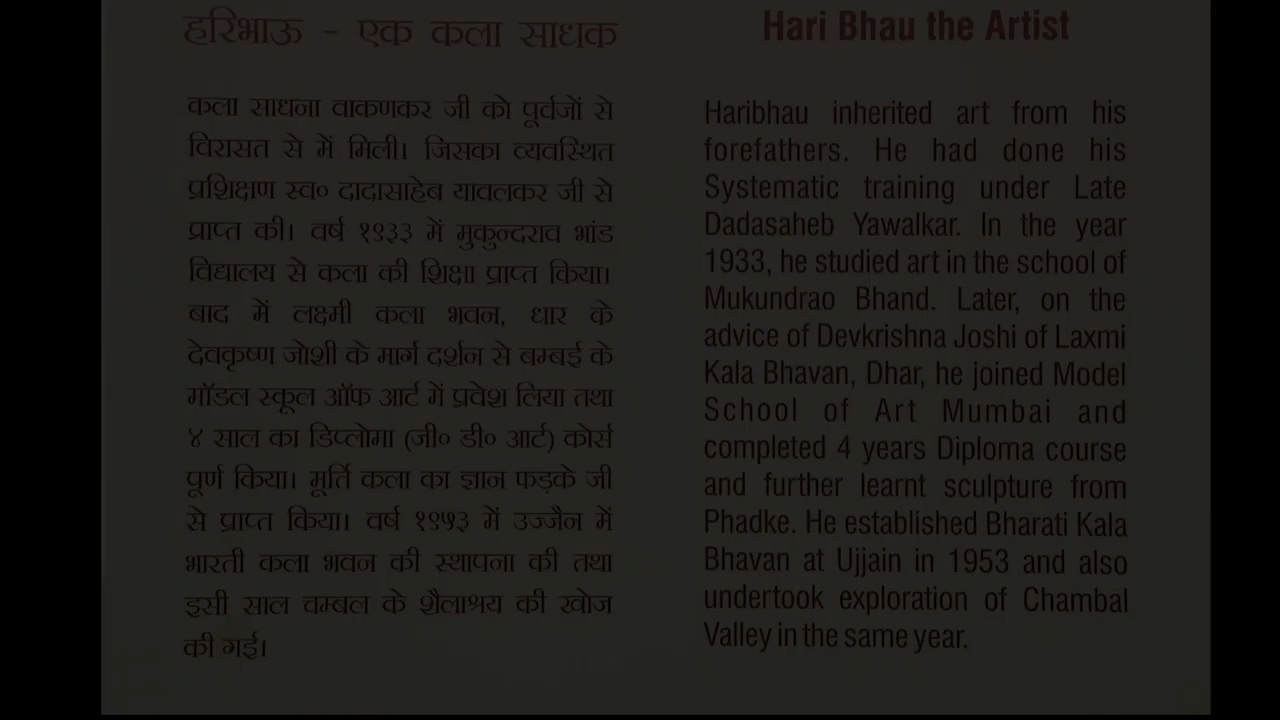 हरिभाऊ - एक कला साधक
कला साधना वाकणकर जी को पूर्वजों से
विरासत से में मिली। जिसका व्यवस्थित
प्रशिक्षण स्व० दादासाहेब यावलकर जी से
प्राप्त की। वर्ष १९३३ में मुकुन्दराव भांड
विद्यालय से कला की शिक्षा प्राप्त किया।
बाद में लक्ष्मी कला भवन, धार के
देवकृष्ण जोशी के मार्ग दर्शन से बम्बई के
मॉडल स्कूल ऑफ आर्ट में प्रवेश लिया तथा
४ साल का डिप्लोमा (जी० डी० आर्ट) कोर्स
पूर्ण किया। मूर्ति कला का ज्ञान फड़के जी
से प्राप्त किया। वर्ष १९५३ में उज्जैन में
भारती कला भवन की स्थापना की तथा
इसी साल चम्बल के शैलाश्रय की खोज
की गई।
Hari Bhau the Artist
Haribhau inherited art from his
forefathers. He had done his
Systematic training under Late
Dadasaheb Yawalkar. In the year
1933, he studied art in the school of
Mukundrao Bhand. Later, on the
advice of Devkrishna Joshi of Laxmi
Kala Bhavan, Dhar, he joined Model
School of Art Mumbai and
completed 4 years Diploma course
and further learnt sculpture from
Phadke. He established Bharati Kala
Bhavan at Ujjain in 1953 and also
undertook exploration of Chambal
Valley in the same year.